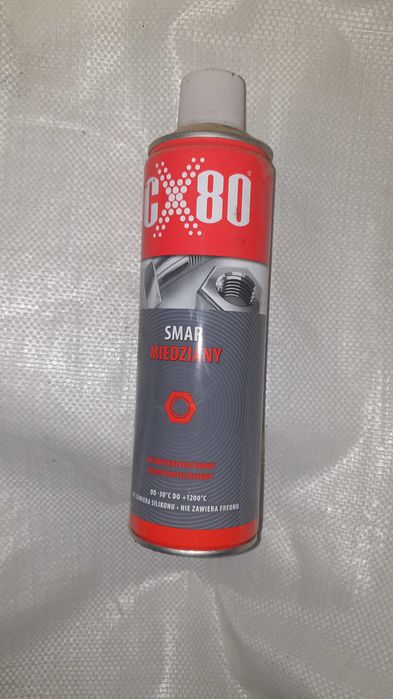 CX80
SMAR
MIEDZIANY
OD -30°C DO +1200°C
ZAWIERA SILIKONU • NIE ZAWIERA FREONU